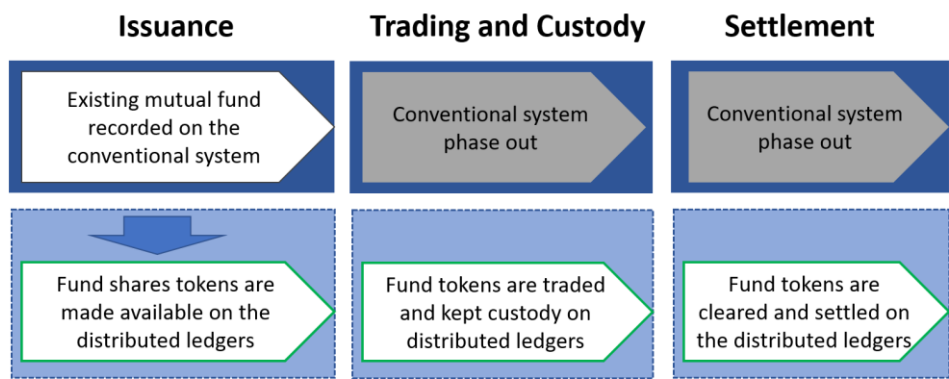 Issuance
Trading and Custody
Settlement
Existing mutual fund
recorded on the
conventional system
Conventional system
phase out
Conventional system
phase out
Fund shares tokens are
made available on the
distributed ledgers
Fund tokens are traded
and kept custody on
distributed ledgers
Fund tokens are
cleared and settled on
the distributed ledgers